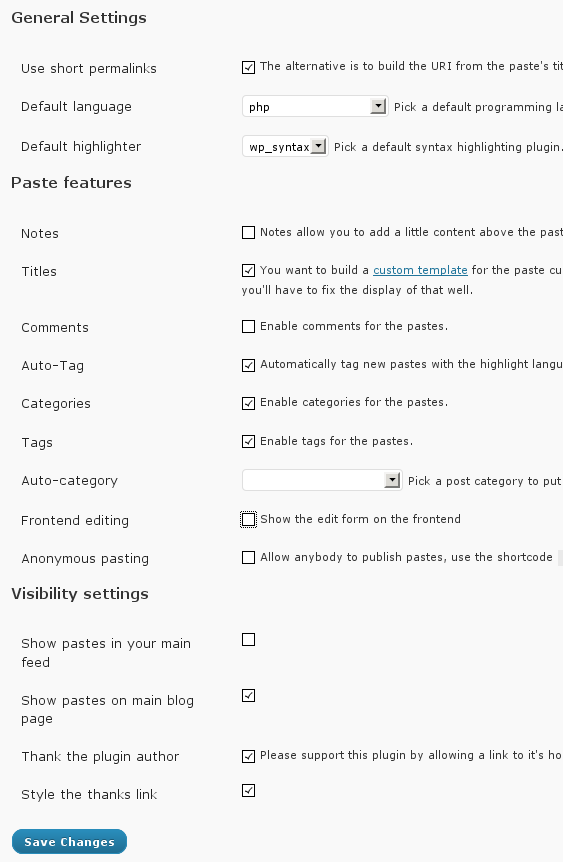 General Settings
Use short permalinks The alternative is to build the URI from the paste's
Default language php Pick a default programming
Default highlighter wp_syntax Pick a default syntax highlighting plugin.
Paste features
Notes Notes allow you to add a little content above the
Titles You want to build a custom template for the paste
you'll have to fix the display of that well.
Comments Enable comments for the pastes.
Auto-Tag Automatically tag new pastes with the highlight
Categories Enable categories for the pastes.
Tags Enable tags for the pastes.
Auto-category Pick a post category to put
Frontend editing Show the edit form on the frontend
Anonymous pasting Allow anybody to publish pastes, use the shortcode
Visibility settings
Show pastes in your main
feed
Show pastes on main blog
page
Thank the plugin author Please support this plugin by allowing a link to it's
Style the thanks link
Save Changes